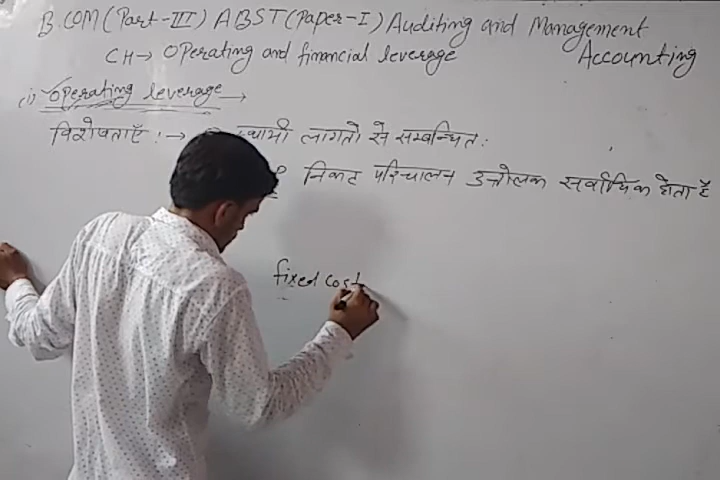 B.COM (Part-III) ABST (Paper-I) Auditing and Management
CH → Operating and financial leverage Accounting
(i) Operating leverage →
विशेषताएँ :→ स्थायी लागतो से सम्बन्धित :
निकट परिचालन उत्तोलक सर्वाधिक होता है
fixed cost